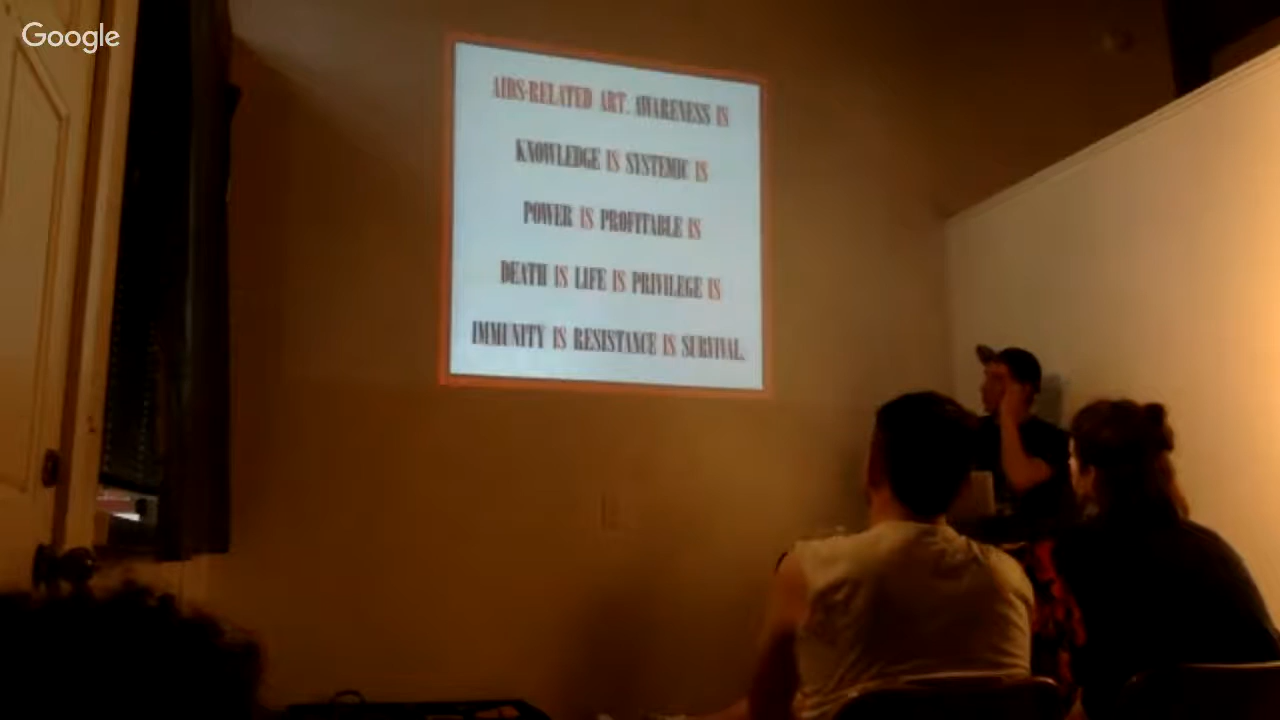 Google
AIDS-RELATED ART. AWARENESS IS
KNOWLEDGE IS SYSTEMIC IS
POWER IS PROFITABLE IS
DEATH IS LIFE IS PRIVILEGE IS
IMMUNITY IS RESISTANCE IS SURVIVAL.